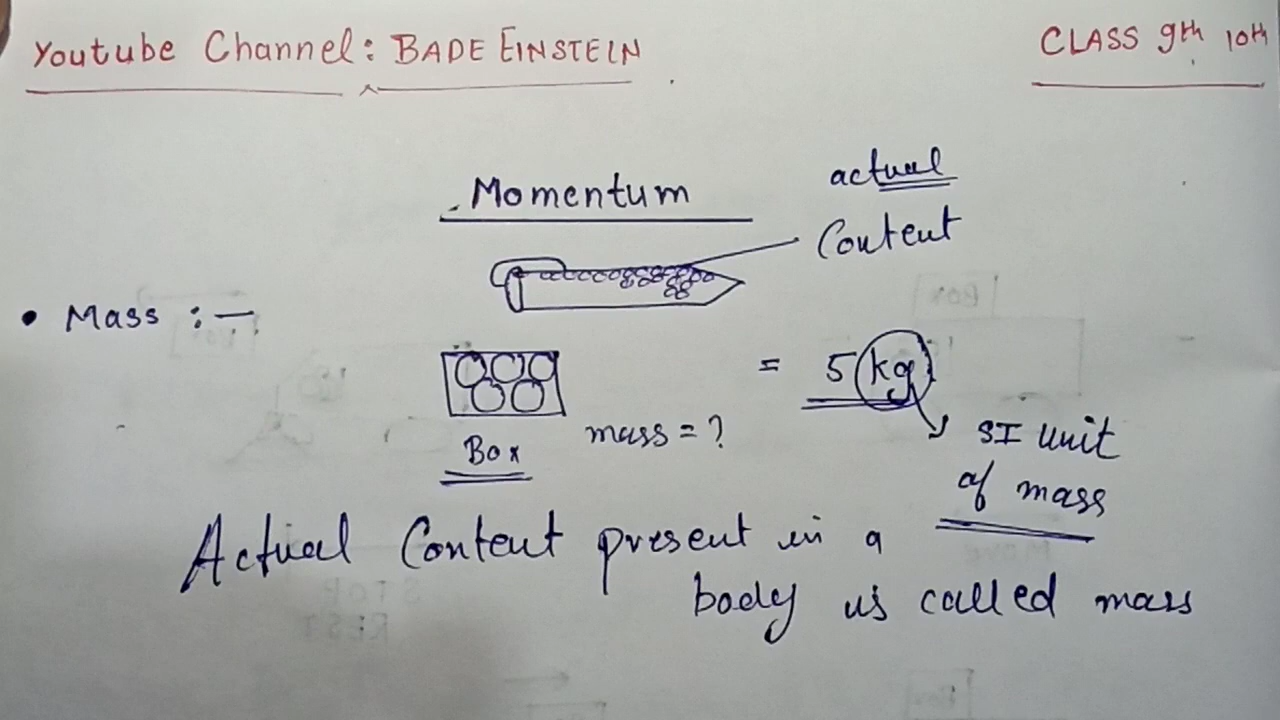 Youtube Channel: BADE EINSTEIN
CLASS 9th 10th
Momentum
actual
Content
• Mass :—
= 5 kg
Box
mass = ?
SI Unit
of mass
Actual Content present in a
body is called mass